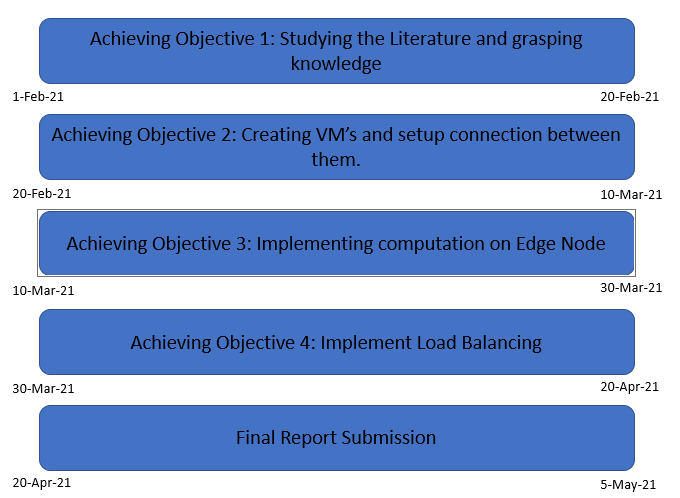 Achieving Objective 1: Studying the Literature and grasping
knowledge
1-Feb-21
20-Feb-21
Achieving Objective 2: Creating VM’s and setup connection between
them.
20-Feb-21
10-Mar-21
Achieving Objective 3: Implementing computation on Edge Node
10-Mar-21
30-Mar-21
Achieving Objective 4: Implement Load Balancing
30-Mar-21
20-Apr-21
Final Report Submission
20-Apr-21
5-May-21